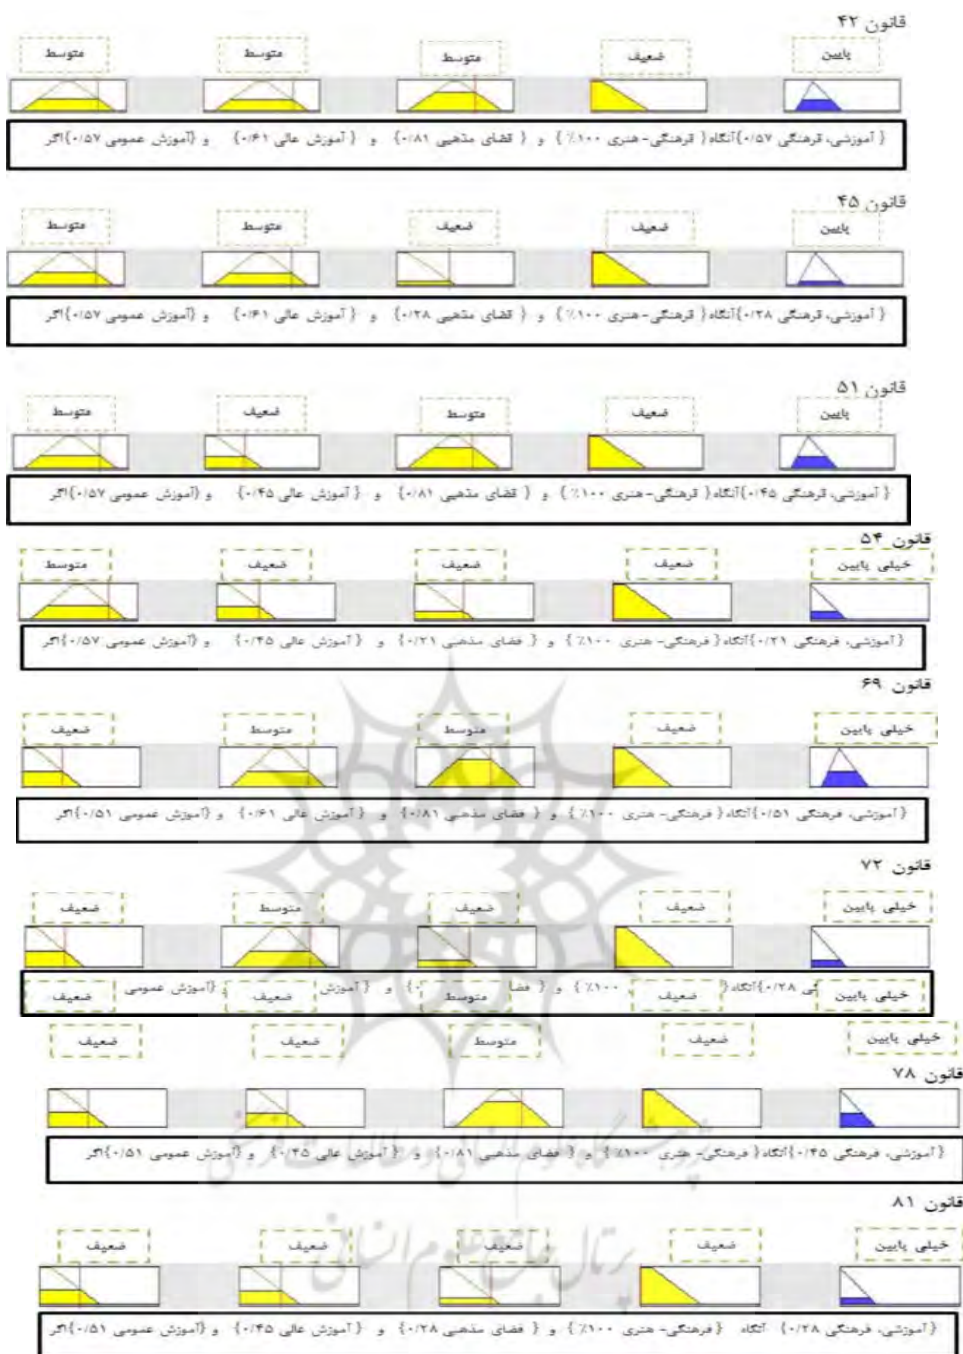 قانون ۴۲
پایین ضعیف متوسط متوسط متوسط
{ آموزشی، فرهنگی ۰/۵۷}آنگاه{ فرهنگی- هنری ۱۰۰٪ } و { فضای مذهبی ۰/۸۱} و { آموزش عالی ۰/۶۱} و {آموزش عمومی ۰/۵۷}اگر
قانون ۴۵
پایین ضعیف ضعیف متوسط متوسط
{ آموزشی، فرهنگی ۰/۲۸}آنگاه{ فرهنگی- هنری ۱۰۰٪ } و { فضای مذهبی ۰/۲۸} و { آموزش عالی ۰/۶۱} و {آموزش عمومی ۰/۵۷}اگر
قانون ۵۱
پایین ضعیف متوسط ضعیف متوسط
{ آموزشی، فرهنگی ۰/۴۵}آنگاه{ فرهنگی- هنری ۱۰۰٪ } و { فضای مذهبی ۰/۸۱} و { آموزش عالی ۰/۴۵} و {آموزش عمومی ۰/۵۷}اگر
قانون ۵۴
خیلی پایین ضعیف ضعیف ضعیف متوسط
{ آموزشی، فرهنگی ۰/۲۱}آنگاه{ فرهنگی- هنری ۱۰۰٪ } و { فضای مذهبی ۰/۲۱} و { آموزش عالی ۰/۴۵} و {آموزش عمومی ۰/۵۷}اگر
قانون ۶۹
خیلی پایین ضعیف متوسط متوسط ضعیف
{ آموزشی، فرهنگی ۰/۵۱}آنگاه{ فرهنگی- هنری ۱۰۰٪ } و { فضای مذهبی ۰/۸۱} و { آموزش عالی ۰/۶۱} و {آموزش عمومی ۰/۵۱}اگر
قانون ۷۲
خیلی پایین ضعیف ضعیف متوسط ضعیف
۰/۲۸}آنگاه{ ۱۰۰٪ } و { و { آموزش {آموزش عمومی
خیلی پایین ضعیف متوسط ضعیف ضعیف
خیلی پایین ضعیف متوسط ضعیف ضعیف
قانون ۷۸
{ آموزشی، فرهنگی ۰/۴۵}آنگاه{ فرهنگی- هنری ۱۰۰٪ } و { فضای مذهبی ۰/۸۱} و { آموزش عالی ۰/۴۵} و {آموزش عمومی ۰/۵۱}اگر
پژوهشگاه علوم انسانی و مطالعات فرهنگی
قانون ۸۱
پرتال جامع علوم انسانی
خیلی پایین ضعیف ضعیف ضعیف ضعیف
{ آموزشی، فرهنگی ۰/۲۸} آنگاه {فرهنگی- هنری ۱۰۰٪ } و { فضای مذهبی ۰/۲۸} و { آموزش عالی ۰/۴۵} و {آموزش عمومی ۰/۵۱}اگر